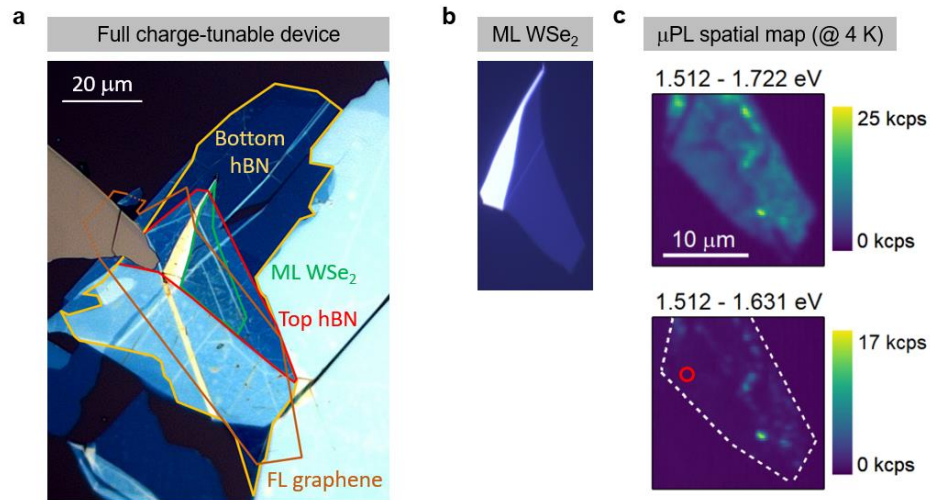 a
Full charge-tunable device
20 μm
Bottom
hBN
ML WSe₂
Top hBN
FL graphene
b
ML WSe₂
c
μPL spatial map (@ 4 K)
1.512 - 1.722 eV
25 kcps
0 kcps
10 μm
1.512 - 1.631 eV
17 kcps
0 kcps